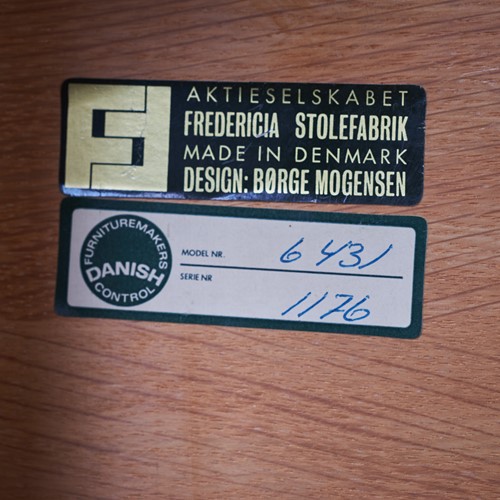 AKTIESELSKABET
FREDERICIA STOLEFABRIK
MADE IN DENMARK
DESIGN: BØRGE MOGENSEN
FURNITUREMAKERS
DANISH
CONTROL
MODEL NR. 6431
SERIE NR 1176